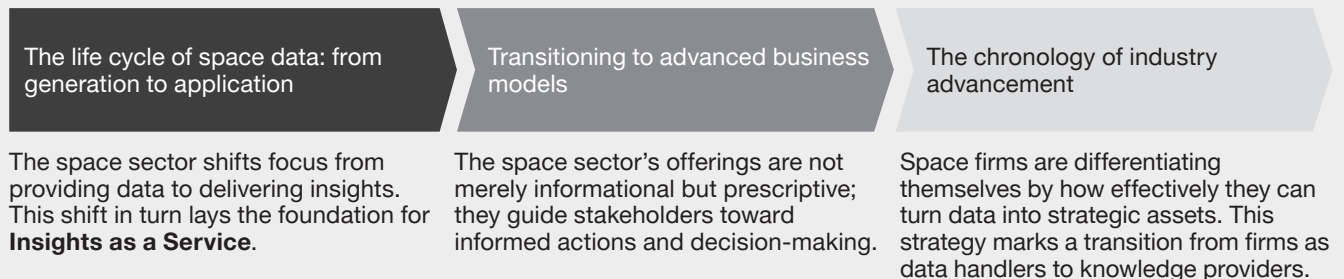 The life cycle of space data: from
generation to application
The space sector shifts focus from
providing data to delivering insights.
This shift in turn lays the foundation for
Insights as a Service.
Transitioning to advanced business
models
The space sector’s offerings are not
merely informational but prescriptive;
they guide stakeholders toward
informed actions and decision-making.
The chronology of industry
advancement
Space firms are differentiating
themselves by how effectively they can
turn data into strategic assets. This
strategy marks a transition from firms as
data handlers to knowledge providers.